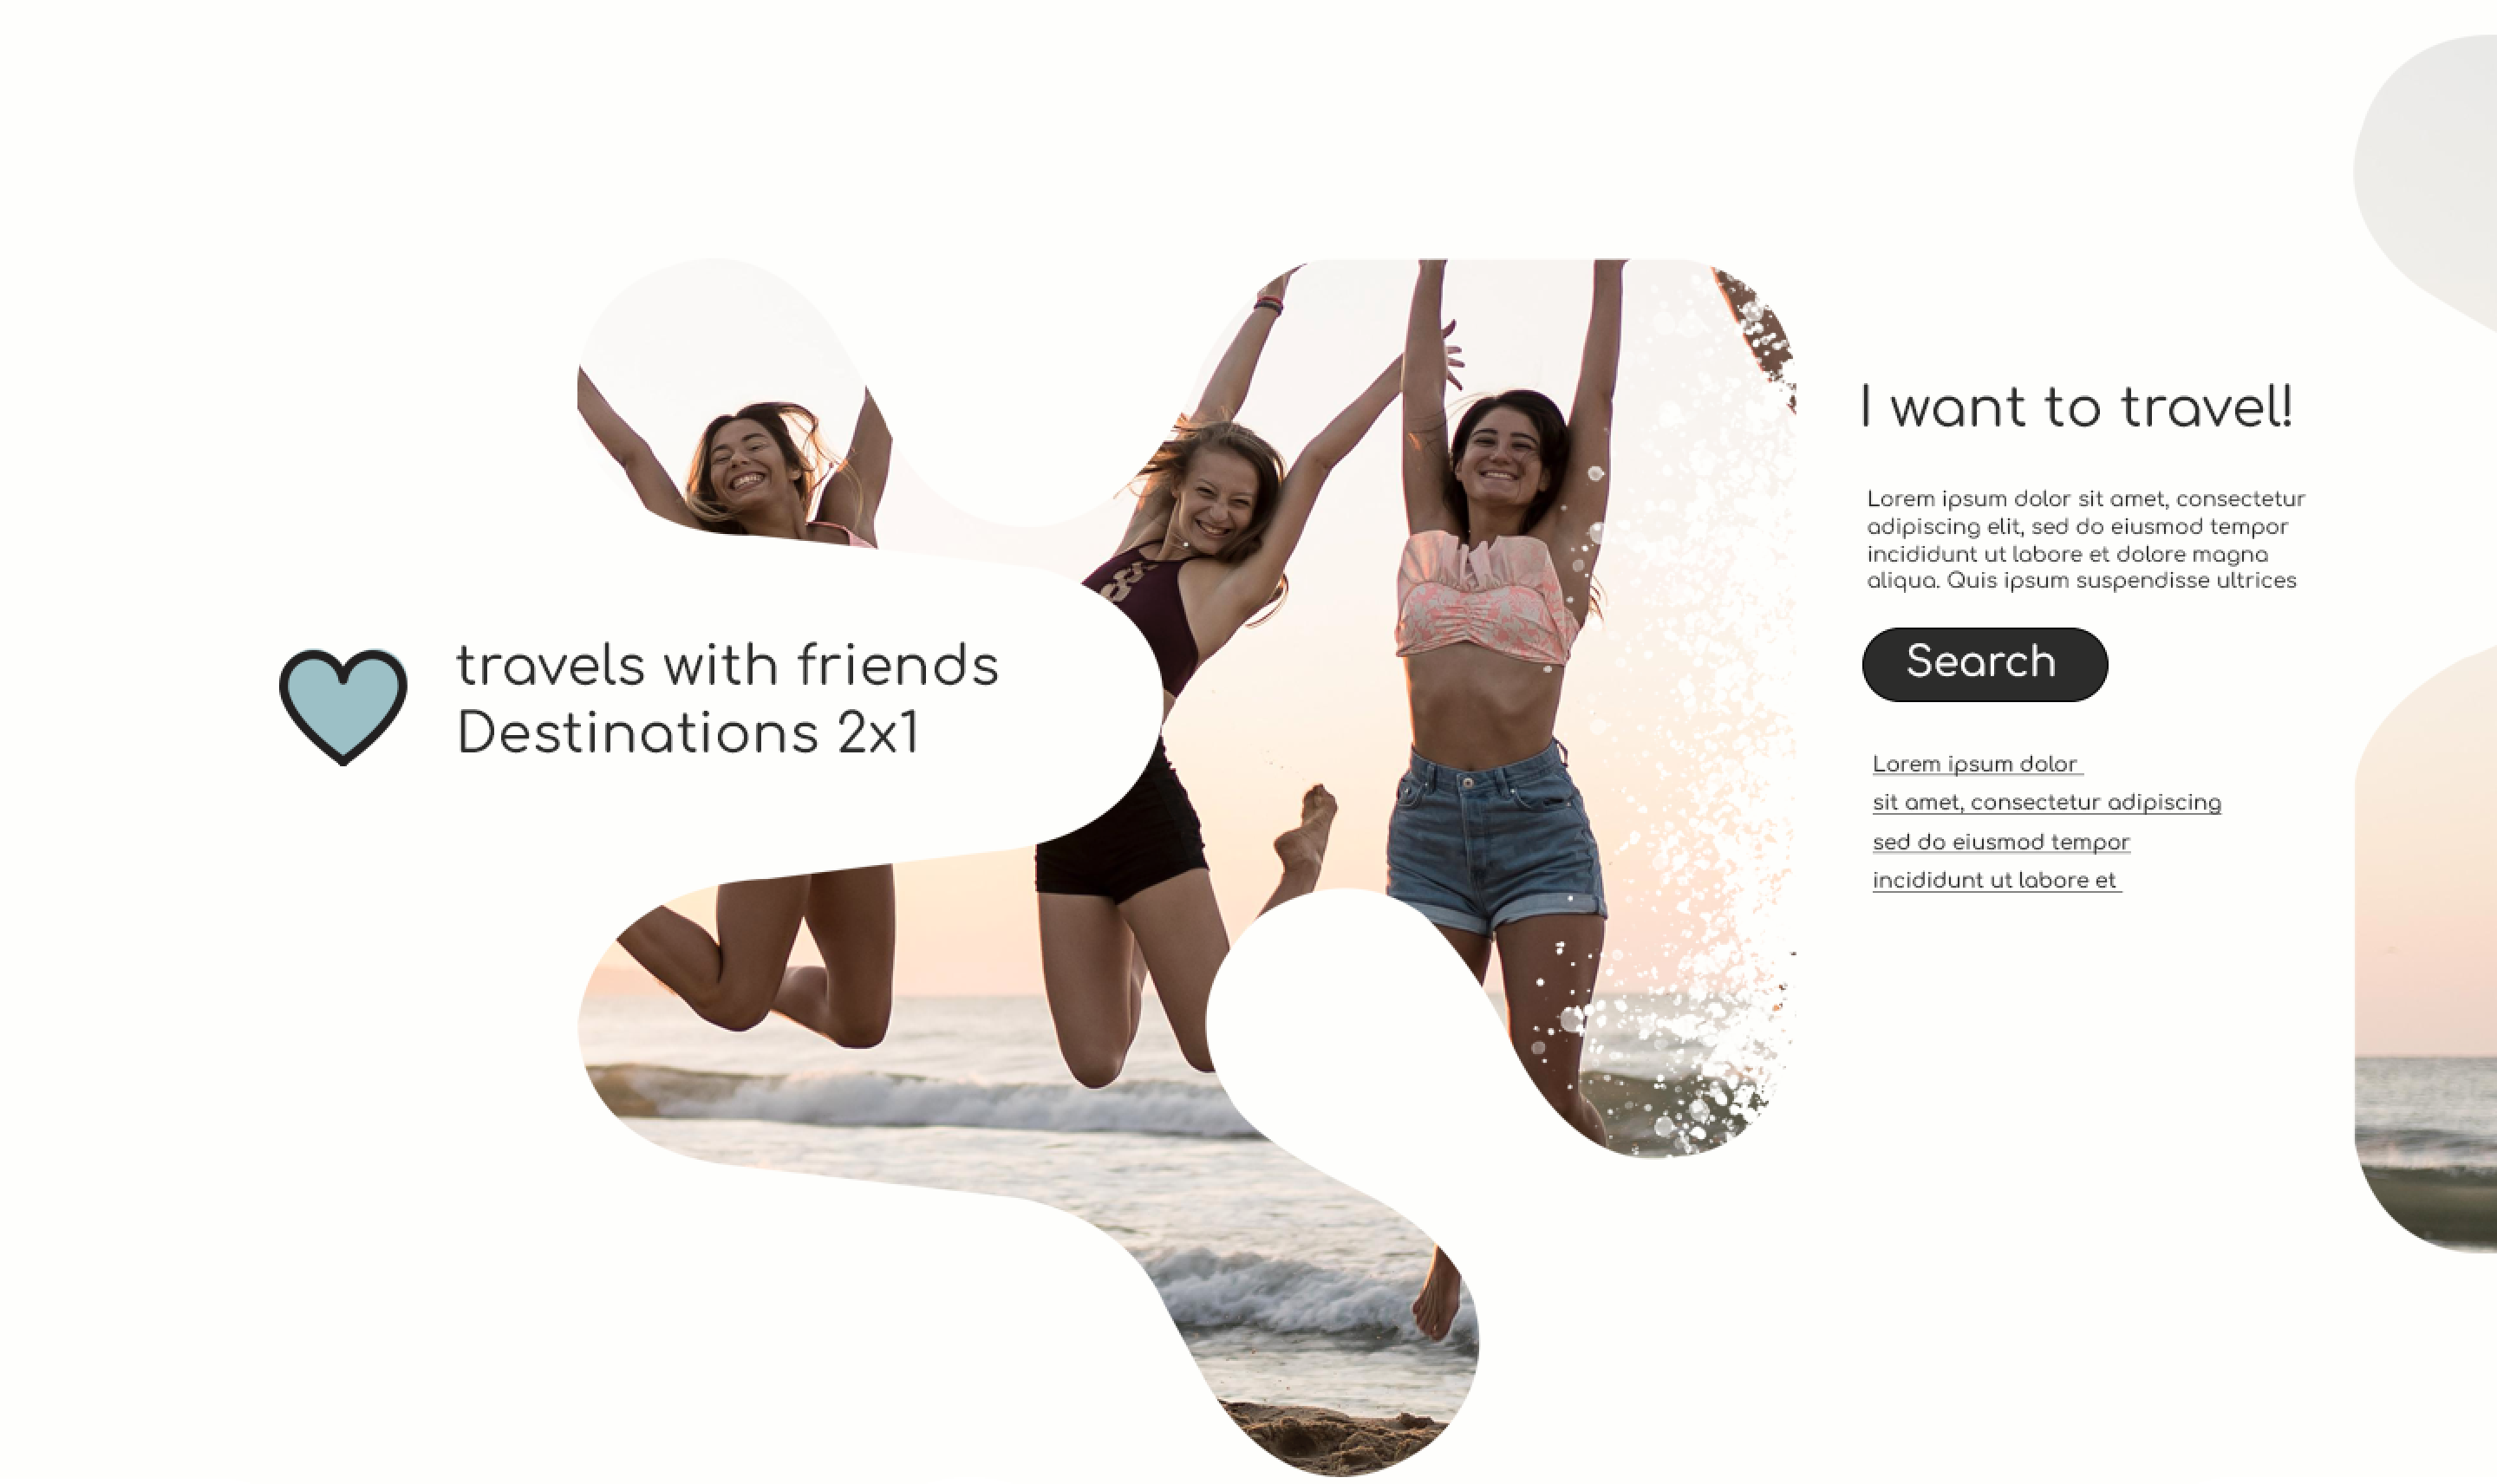 travels with friends
Destinations 2x1
I want to travel!
Lorem ipsum dolor sit amet, consectetur
adipiscing elit, sed do eiusmod tempor
incididunt ut labore et dolore magna
aliqua. Quis ipsum suspendisse ultrices
Search
Lorem ipsum dolor
sit amet, consectetur adipiscing
sed do eiusmod tempor
incididunt ut labore et